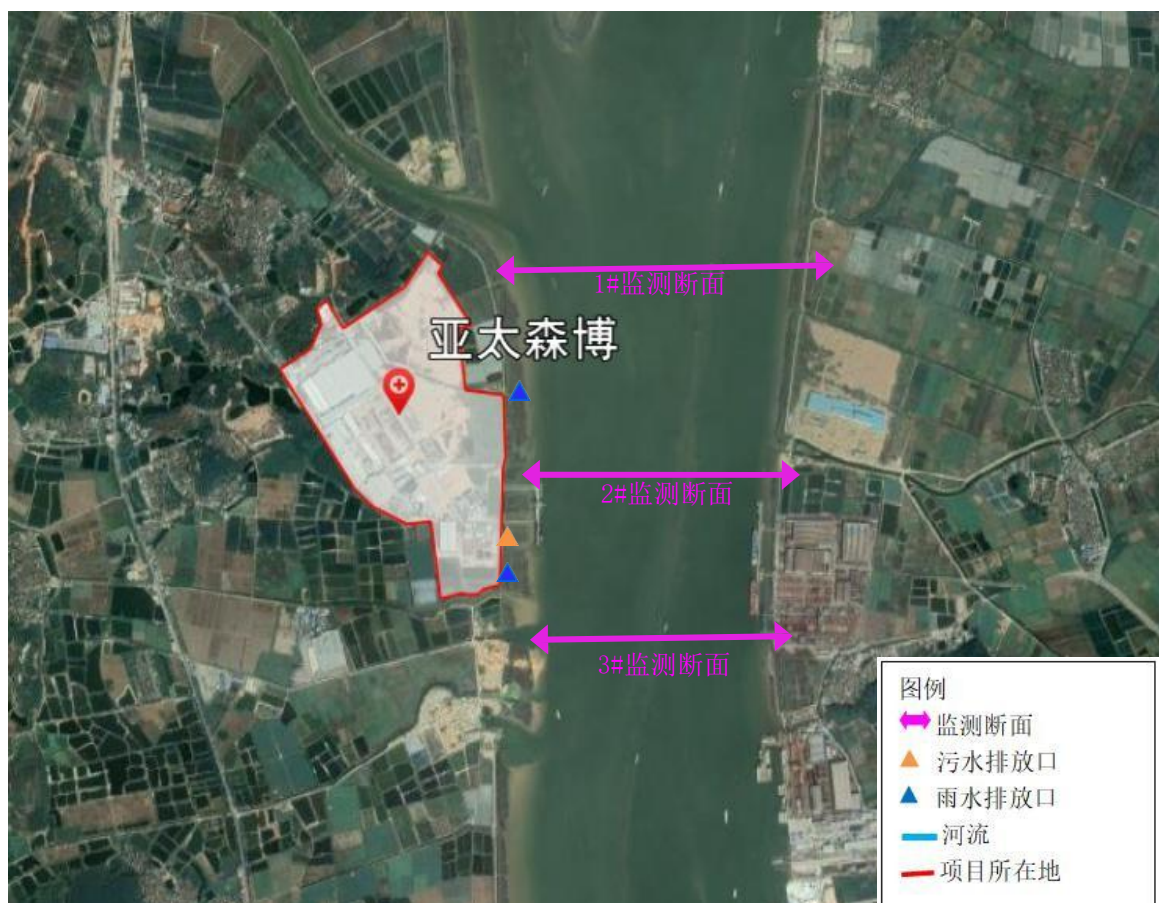 1#监测断面
亚太森博
2#监测断面
3#监测断面
图例
监测断面
污水排放口
雨水排放口
河流
项目所在地